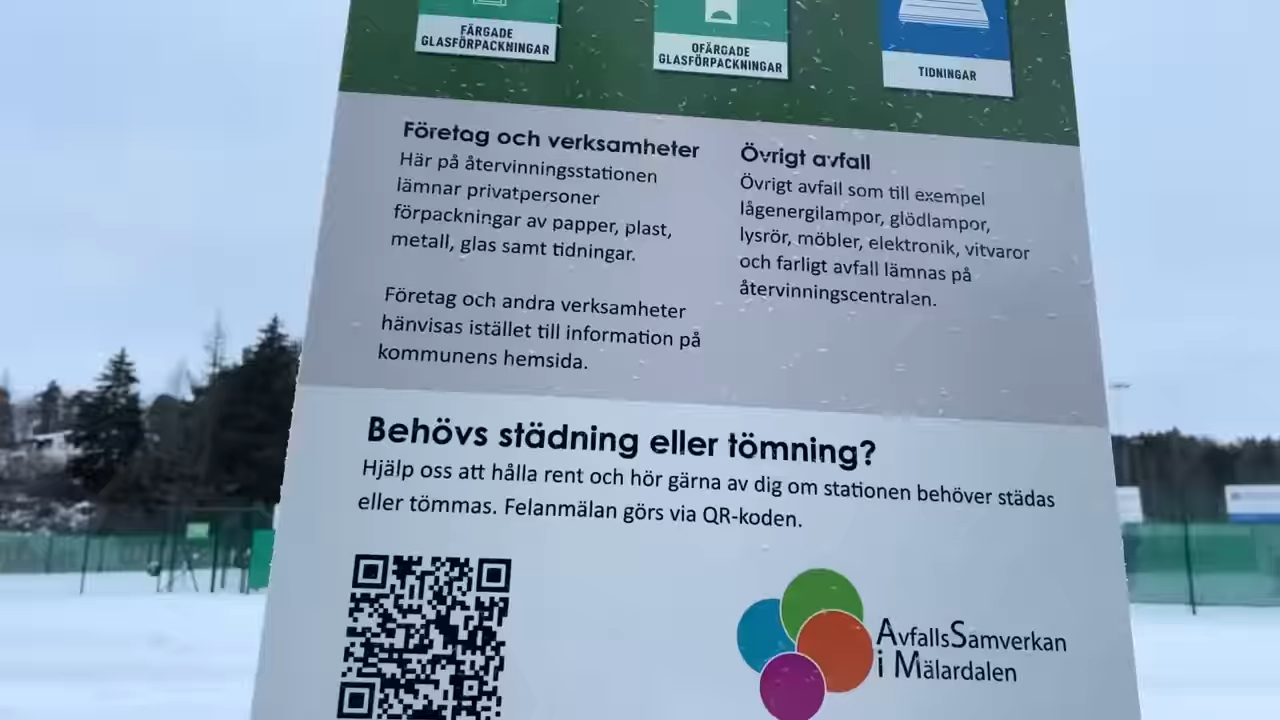 FÄRGADE
GLASFÖRPACKNINGAR
OFÄRGADE
GLASFÖRPACKNINGAR
TIDNINGAR
Företag och verksamheter
Här på återvinningsstationen
lämnar privatpersoner
förpackningar av papper, plast,
metall, glas samt tidningar.
Företag och andra verksamheter
hänvisas istället till information på
kommunens hemsida.
Övrigt avfall
Övrigt avfall som till exempel
lågenergilampor, glödlampor,
lysrör, möbler, elektronik, vitvaror
och farligt avfall lämnas på
återvinningscentralen.
Behövs städning eller tömning?
Hjälp oss att hålla rent och hör gärna av dig om stationen behöver städas
eller tömmas. Felanmälan görs via QR-koden.
AvfallsSamverkan
i Mälardalen